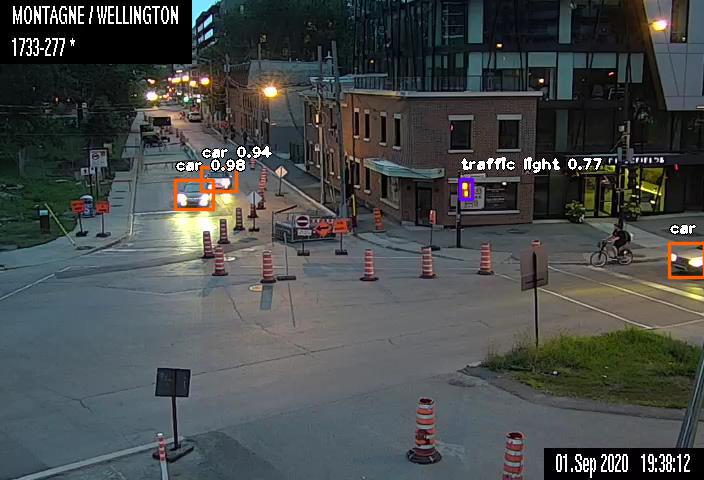 MONTAGNE / WELLINGTON
1733-277 *
car 0.94
car 0.98
traffic light 0.77
car
01.Sep 2020 19:38:12